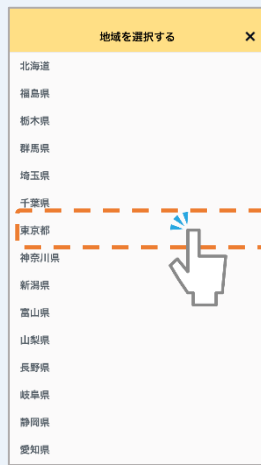 地域を選択する ×
北海道
福島県
栃木県
群馬県
埼玉県
千葉県
東京都
神奈川県
新潟県
富山県
山梨県
長野県
岐阜県
静岡県
愛知県